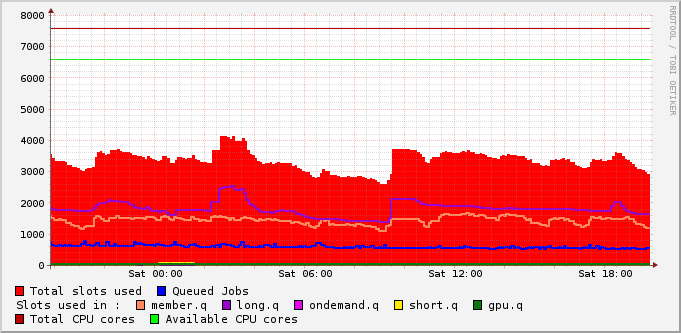 8000
7000
6000
5000
4000
3000
2000
1000
0
Sat 00:00 Sat 06:00 Sat 12:00 Sat 18:00
RRDTOOL / TOBI OETIKER
Total slots used Queued Jobs
Slots used in : member.q long.q ondemand.q short.q gpu.q
Total CPU cores Available CPU cores